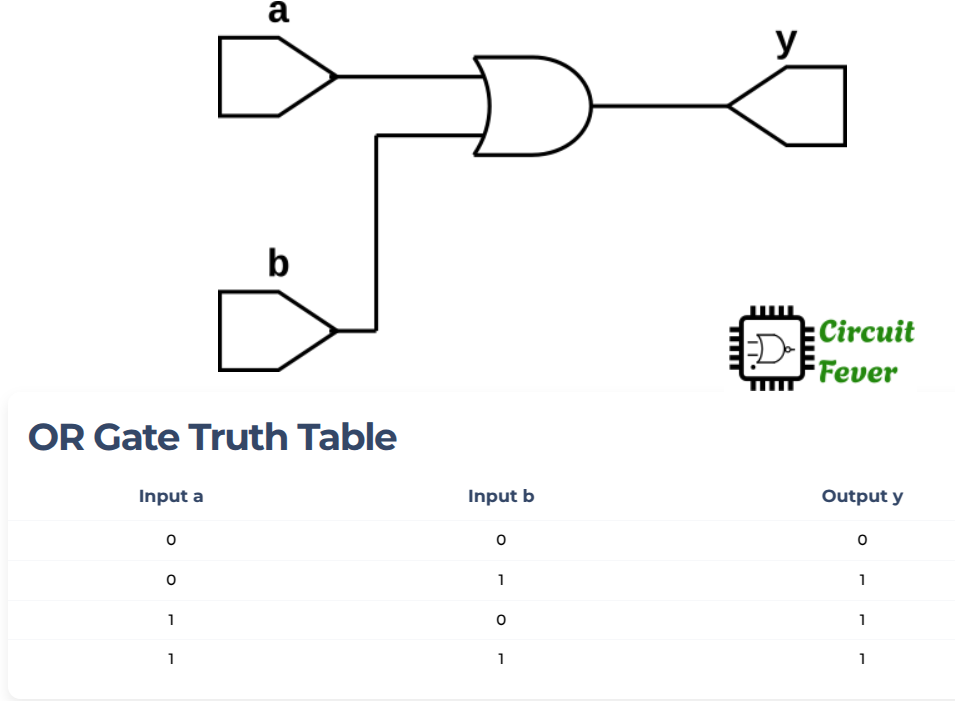 a
y
b
Circuit
Fever
OR Gate Truth Table
Input a Input b Output y
0 0 0
0 1 1
1 0 1
1 1 1